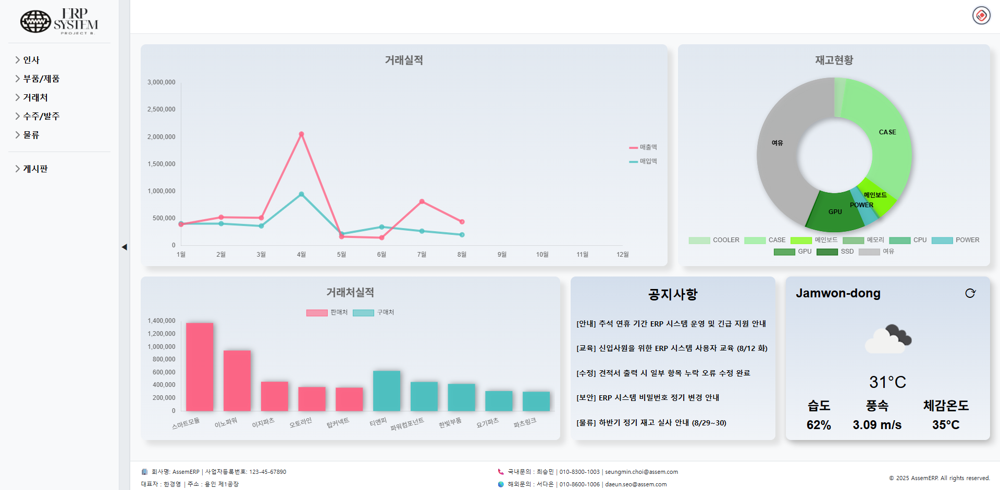 ERP
WWW SYSTEM
PROJECT B.
인사
부품/제품
거래처
수주/발주
물류
게시판
거래실적
3,000,000
2,500,000
2,000,000
1,500,000
1,000,000
500,000
0
1월 2월 3월 4월 5월 6월 7월 8월 9월 10월 11월 12월
매출액
매입액
재고현황
CASE
여유
메인보드
POWER
GPU
COOLER CASE 메인보드 메모리 CPU POWER
GPU SSD 여유
거래처실적
판매처 구매처
1,400,000
1,200,000
1,000,000
800,000
600,000
400,000
200,000
0
스마트모듈 이노파워 이지파츠 오토라인 탑커넥트 티앤피 파워컴포넌트 한빛부품 요기파츠 파츠링크
공지사항
[안내] 추석 연휴 기간 ERP 시스템 운영 및 긴급 지원 안내
[교육] 신입사원을 위한 ERP 시스템 사용자 교육 (8/12 화)
[수정] 견적서 출력 시 일부 항목 누락 오류 수정 완료
[보안] ERP 시스템 비밀번호 정기 변경 안내
[물류] 하반기 정기 재고 실사 안내 (8/29~30)
Jamwon-dong
31°C
습도 풍속 체감온도
62% 3.09 m/s 35°C
회사명: AssemERP | 사업자등록번호: 123-45-67890
대표자 : 한경영 | 주소 : 용인 제1공장
국내문의 : 최승민 | 010-8300-1003 | seungmin.choi@assem.com
해외문의 : 서다은 | 010-8600-1006 | daeun.seo@assem.com
© 2025 AssemERP. All rights reserved.